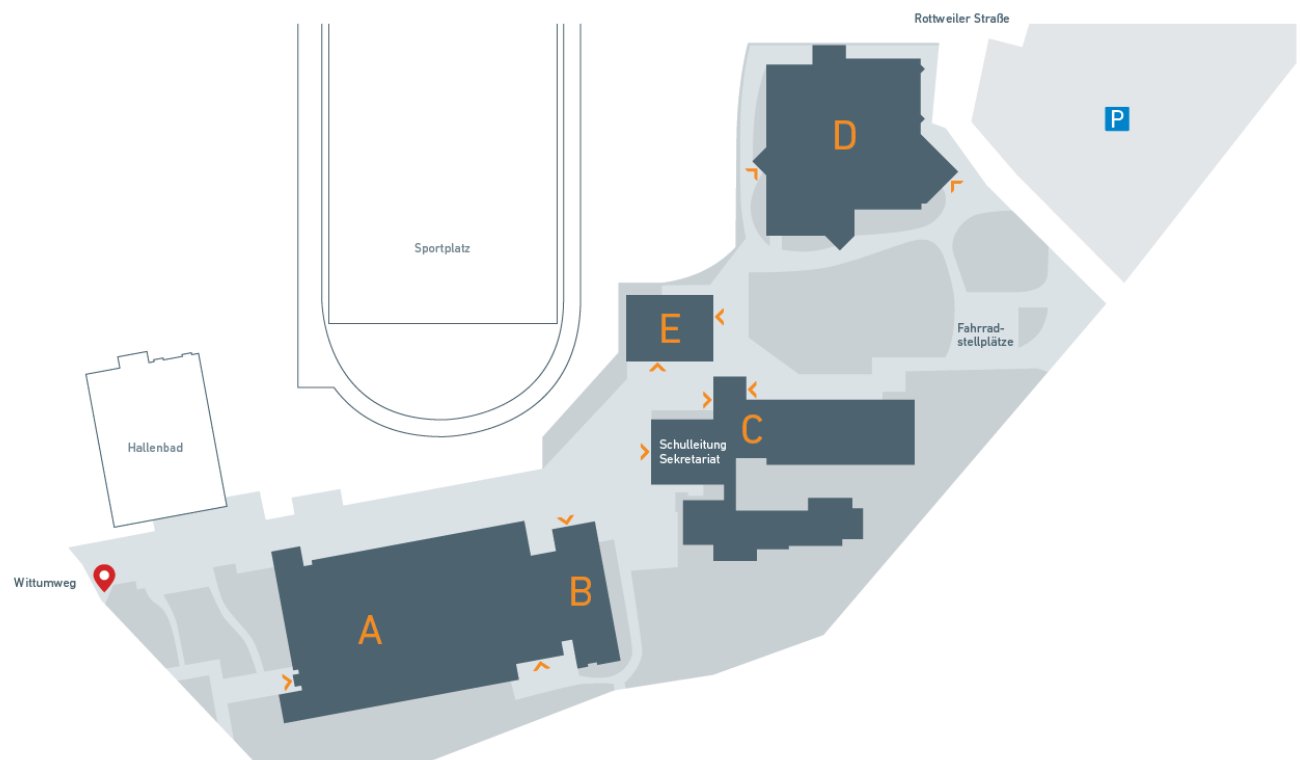 Rottweiler Straße
P
D
Sportplatz
E
Fahrrad-
stellplätze
C
Schulleitung
Sekretariat
Hallenbad
Wittumweg
B
A